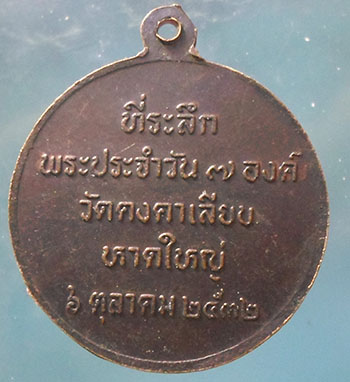 ที่ระลึก
พระประจำวัน ๗ องค์
วัดคงคาเลียบ
หาดใหญ่
๖ ตุลาคม ๒๕๓๒